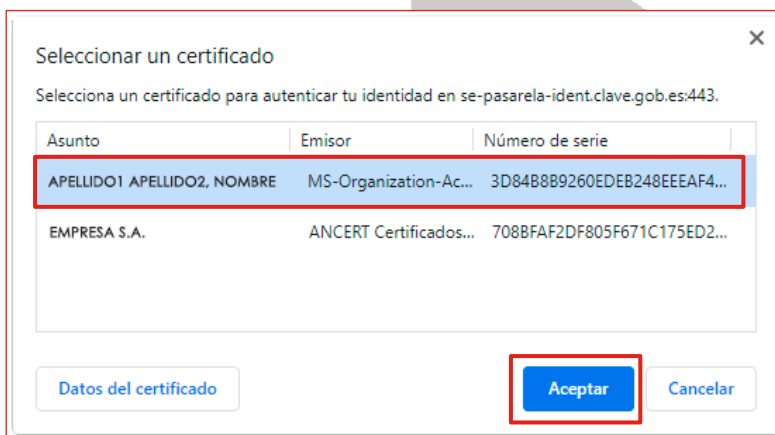 Seleccionar un certificado
Selecciona un certificado para autenticar tu identidad en se-pasarela-ident.clave.gob.es:443.
Asunto Emisor Número de serie
APELLIDO1 APELLIDO2, NOMBRE MS-Organization-Ac... 3D84B8B9260EDEB248EEEAF4...
EMPRESA S.A. ANCERT Certificados... 708BFAF2DF805F671C175ED2...
Datos del certificado Aceptar Cancelar